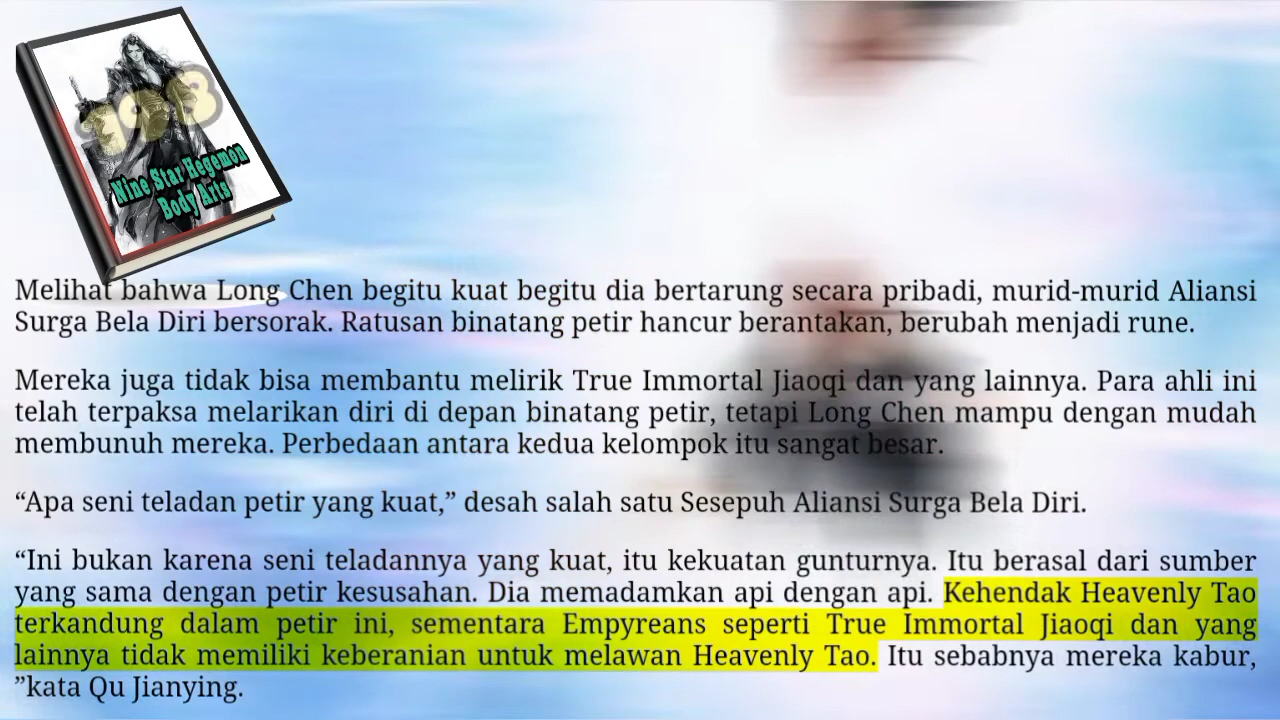 198
Nine Star Hegemon
Body Arts
Melihat bahwa Long Chen begitu kuat begitu dia bertarung secara pribadi, murid-murid Aliansi
Surga Bela Diri bersorak. Ratusan binatang petir hancur berantakan, berubah menjadi rune.
Mereka juga tidak bisa membantu melirik True Immortal Jiaoqi dan yang lainnya. Para ahli ini
telah terpaksa melarikan diri di depan binatang petir, tetapi Long Chen mampu dengan mudah
membunuh mereka. Perbedaan antara kedua kelompok itu sangat besar.
“Apa seni teladan petir yang kuat,” desah salah satu Sesepuh Aliansi Surga Bela Diri.
“Ini bukan karena seni teladannya yang kuat, itu kekuatan gunturnya. Itu berasal dari sumber
yang sama dengan petir kesusahan. Dia memadamkan api dengan api. Kehendak Heavenly Tao
terkandung dalam petir ini, sementara Empyreans seperti True Immortal Jiaoqi dan yang
lainnya tidak memiliki keberanian untuk melawan Heavenly Tao. Itu sebabnya mereka kabur,
”kata Qu Jianying.